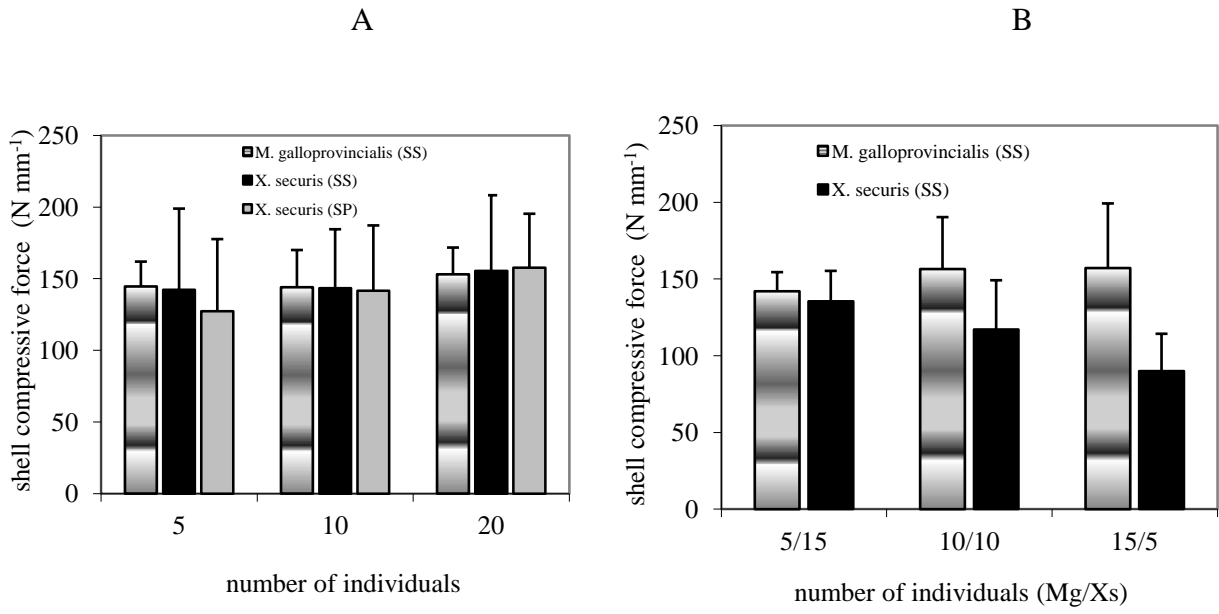 A
B
250
200
150
100
50
0
shell compressive force (N mm-1)
M. galloprovincialis (SS)
X. securis (SS)
X. securis (SP)
5
10
20
number of individuals
250
200
150
100
50
0
shell compressive force (N mm-1)
M. galloprovincialis (SS)
X. securis (SS)
5/15
10/10
15/5
number of individuals (Mg/Xs)